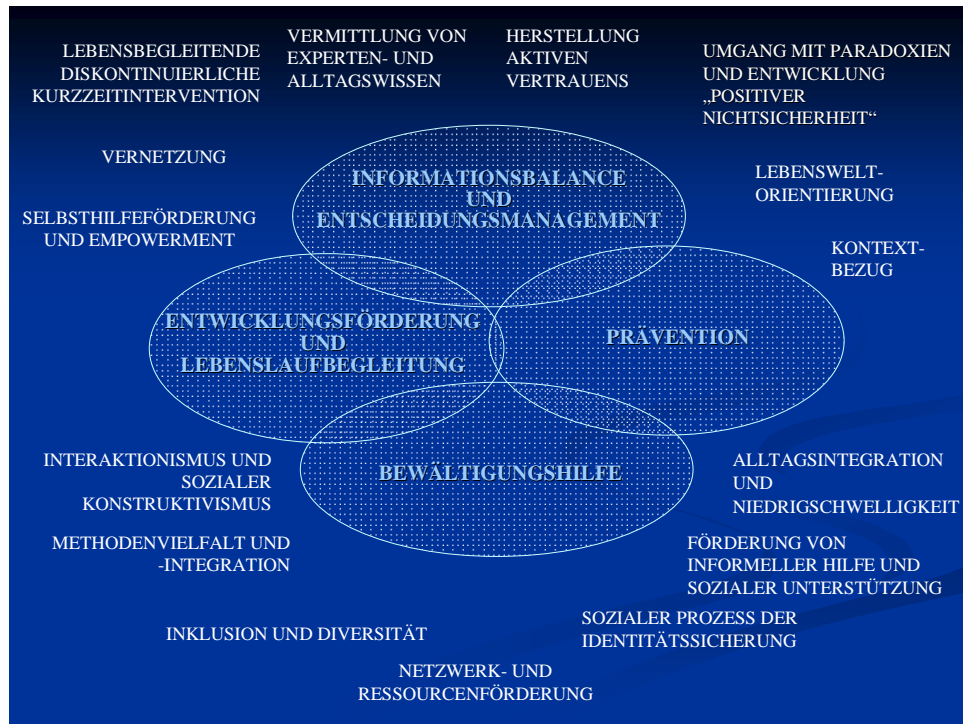 LEBENSBEGLEITENDE
DISKONTINUIERLICHE
KURZZEITINTERVENTION
VERMITTLUNG VON
EXPERTEN- UND
ALLTAGSWISSEN
HERSTELLUNG
AKTIVEN
VERTRAUENS
UMGANG MIT PARADOXIEN
UND ENTWICKLUNG
„POSITIVER
NICHTSICHERHEIT“
VERNETZUNG
SELBSTHILFEFÖRDERUNG
UND EMPOWERMENT
INFORMATIONSBALANCE
UND
ENTSCHEIDUNGSMANAGEMENT
LEBENSWELT-
ORIENTIERUNG
KONTEXT-
BEZUG
ENTWICKLUNGSFÖRDERUNG
UND
LEBENSLAUFBEGLEITUNG
PRÄVENTION
BEWÄLTIGUNGSHILFE
INTERAKTIONISMUS UND
SOZIALER
KONSTRUKTIVISMUS
ALLTAGSINTEGRATION
UND
NIEDRIGSCHWELLIGKEIT
METHODENVIELFALT UND
-INTEGRATION
FÖRDERUNG VON
INFORMELLER HILFE UND
SOZIALER UNTERSTÜTZUNG
INKLUSION UND DIVERSITÄT
SOZIALER PROZESS DER
IDENTITÄTSSICHERUNG
NETZWERK- UND
RESSOURCENFÖRDERUNG